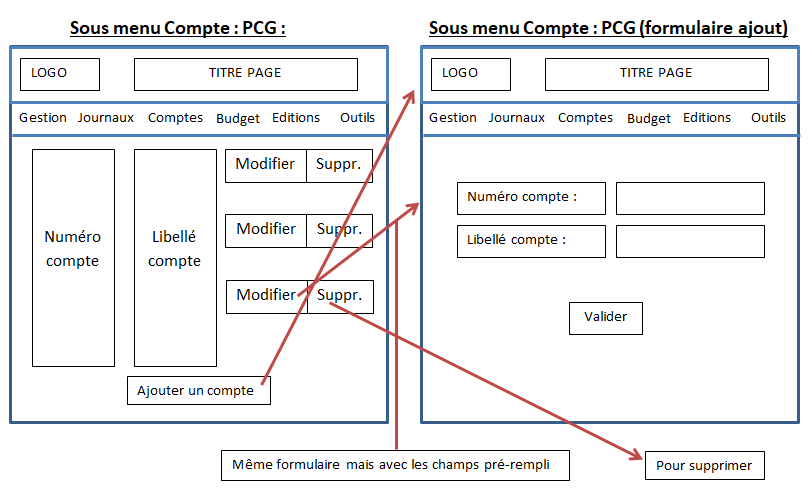 Sous menu Compte : PCG :
LOGO
TITRE PAGE
Gestion Journaux Comptes Budget Editions Outils
Numéro
compte
Libellé
compte
Modifier Suppr.
Modifier Suppr.
Modifier Suppr.
Ajouter un compte
Sous menu Compte : PCG (formulaire ajout)
LOGO
TITRE PAGE
Gestion Journaux Comptes Budget Editions Outils
Numéro compte :
Libellé compte :
Valider
Même formulaire mais avec les champs pré-rempli
Pour supprimer